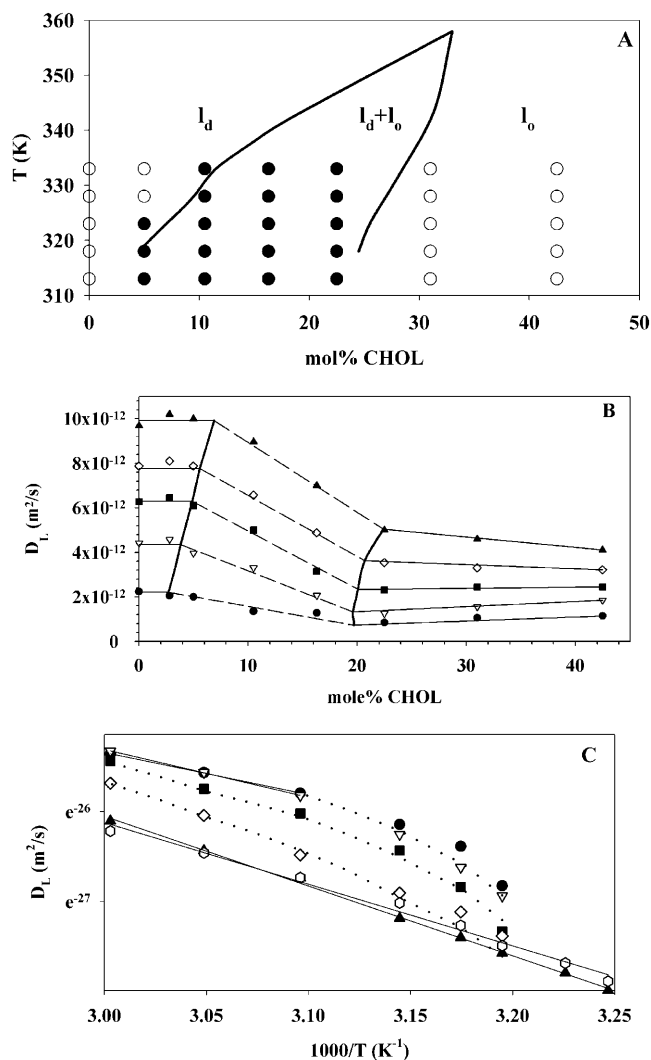 A
360
350
340
330
320
310
T (K)
l_d
l_d+l_o
l_o
0 10 20 30 40 50
mol% CHOL
B
10x10^-12
8x10^-12
6x10^-12
4x10^-12
2x10^-12
0
D_L (m²/s)
0 10 20 30 40
mole% CHOL
C
e^-26
e^-27
D_L (m²/s)
3.00 3.05 3.10 3.15 3.20 3.25
1000/T (K^-1)